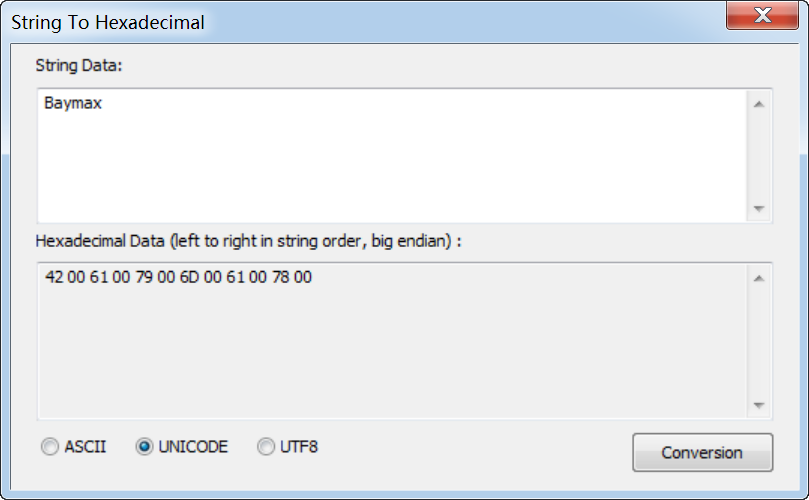 String To Hexadecimal
String Data:
Baymax
Hexadecimal Data (left to right in string order, big endian) :
42 00 61 00 79 00 6D 00 61 00 78 00
ASCII UNICODE UTF8
Conversion